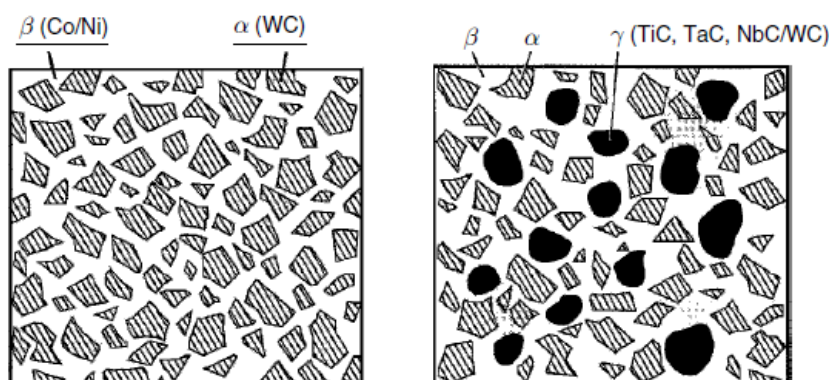 β (Co/Ni) α (WC)
β α γ (TiC, TaC, NbC/WC)